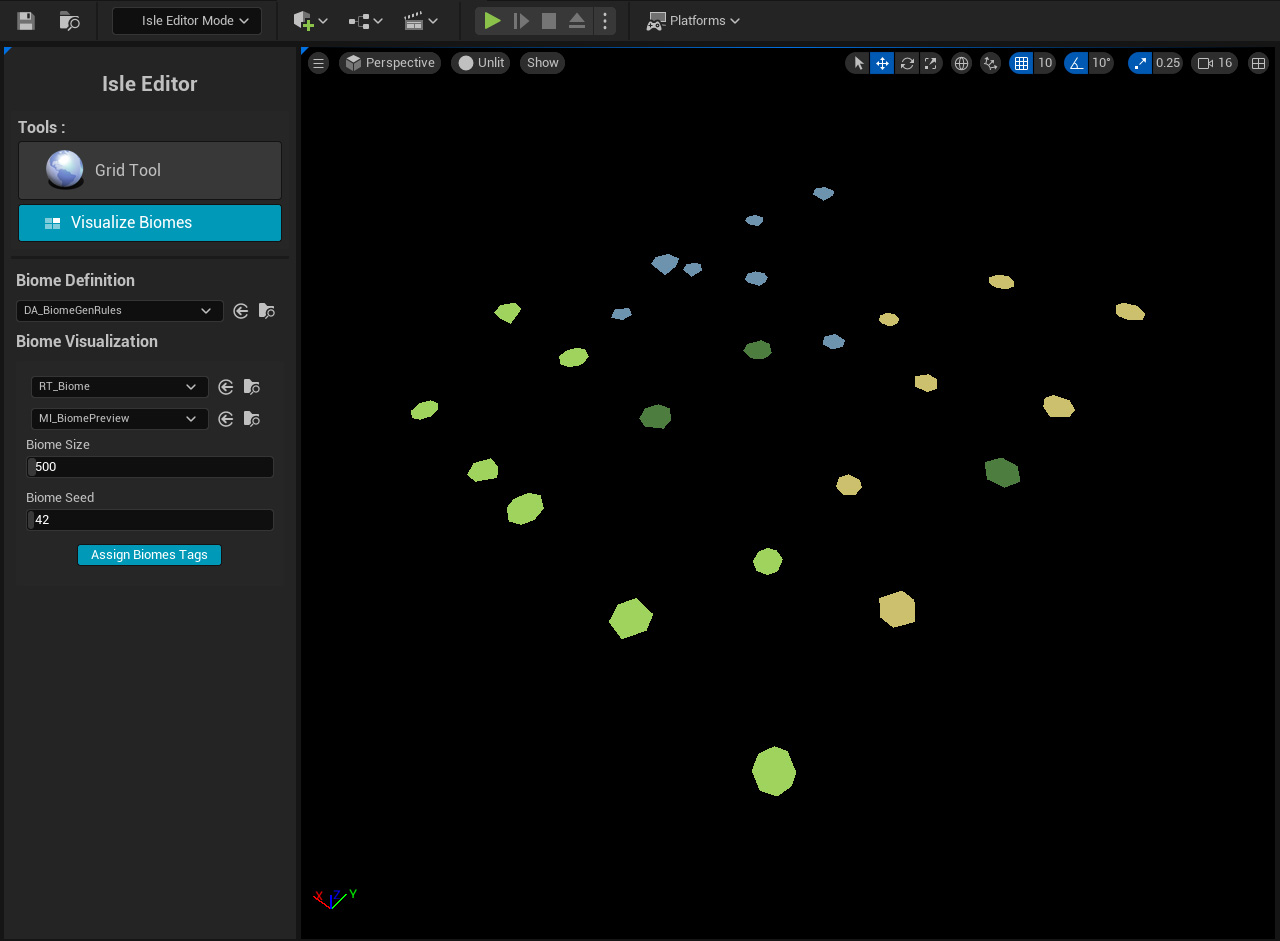 Isle Editor Mode
Platforms
Isle Editor
Tools :
Grid Tool
Visualize Biomes
Biome Definition
DA_BiomeGenRules
Biome Visualization
RT_Biome
MI_BiomePreview
Biome Size
500
Biome Seed
42
Assign Biomes Tags
Perspective
Unlit
Show
10
10°
0.25
16
X
Z
Y